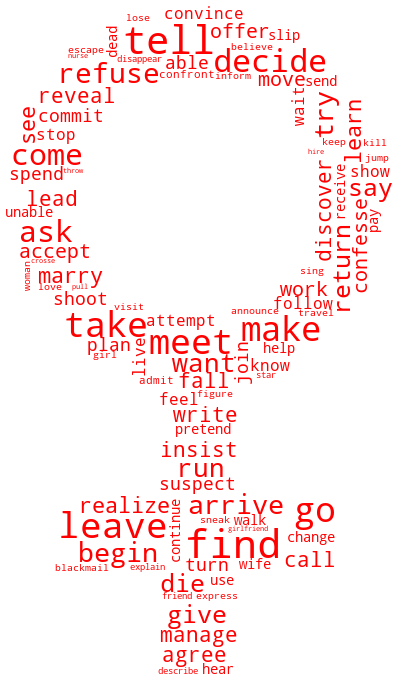 lose convince
dead tell offer slip
escape believe
nurse disappear able decide
refuse confront inform move send
reveal wait try
see commit learn
stop keep kill
come hire jump
spend throw discover receive show
lead say
unable pay
ask return confesse
accept crosse
woman marry sing
love pull work
shoot visit follow
take attempt announce travel
plan meet make
girl live want join help
admit fall know star
feel figure
write
pretend
insist
run
suspect
realize arrive go
leave continue sneak walk
girlfriend
begin find change
blackmail explain turn wife call
die use
friend express
give
manage
agree
describe hear